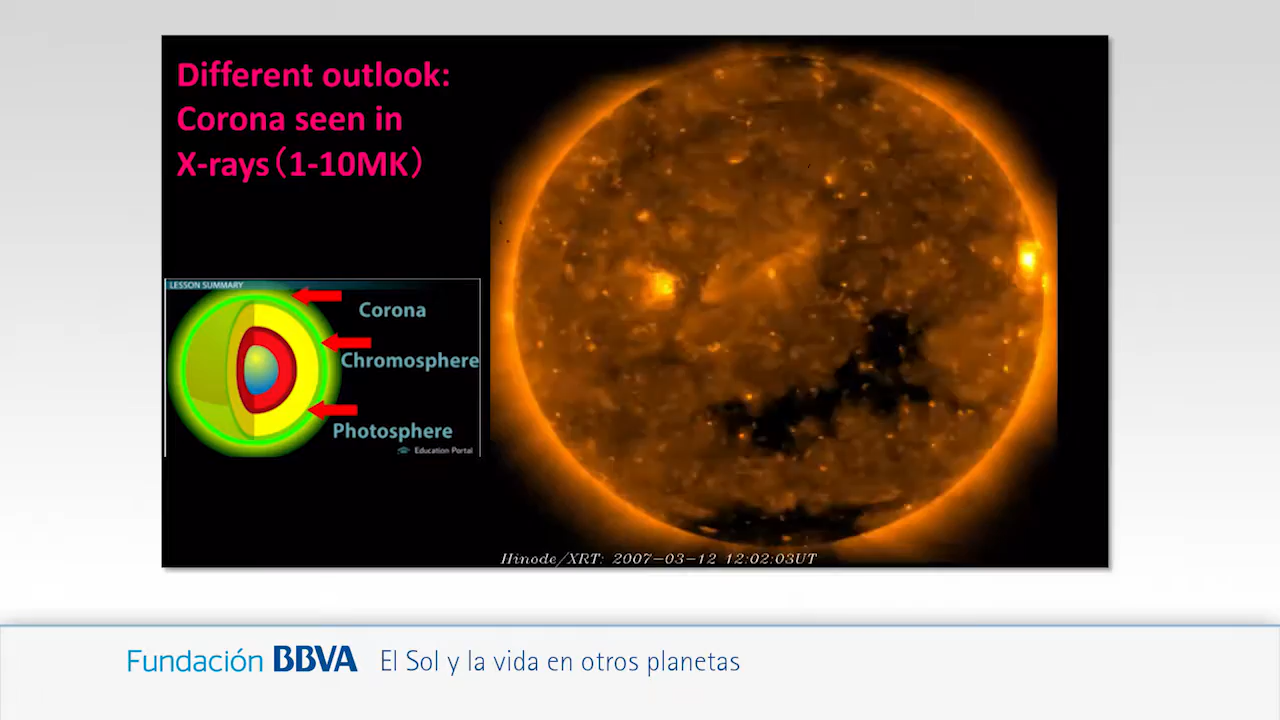 Different outlook:
Corona seen in
X-rays（1-10MK）
LESSON SUMMARY
Corona
Chromosphere
Photosphere
Education Portal
Hinode/XRT: 2007-03-12 12:02:03UT
Fundación BBVA El Sol y la vida en otros planetas